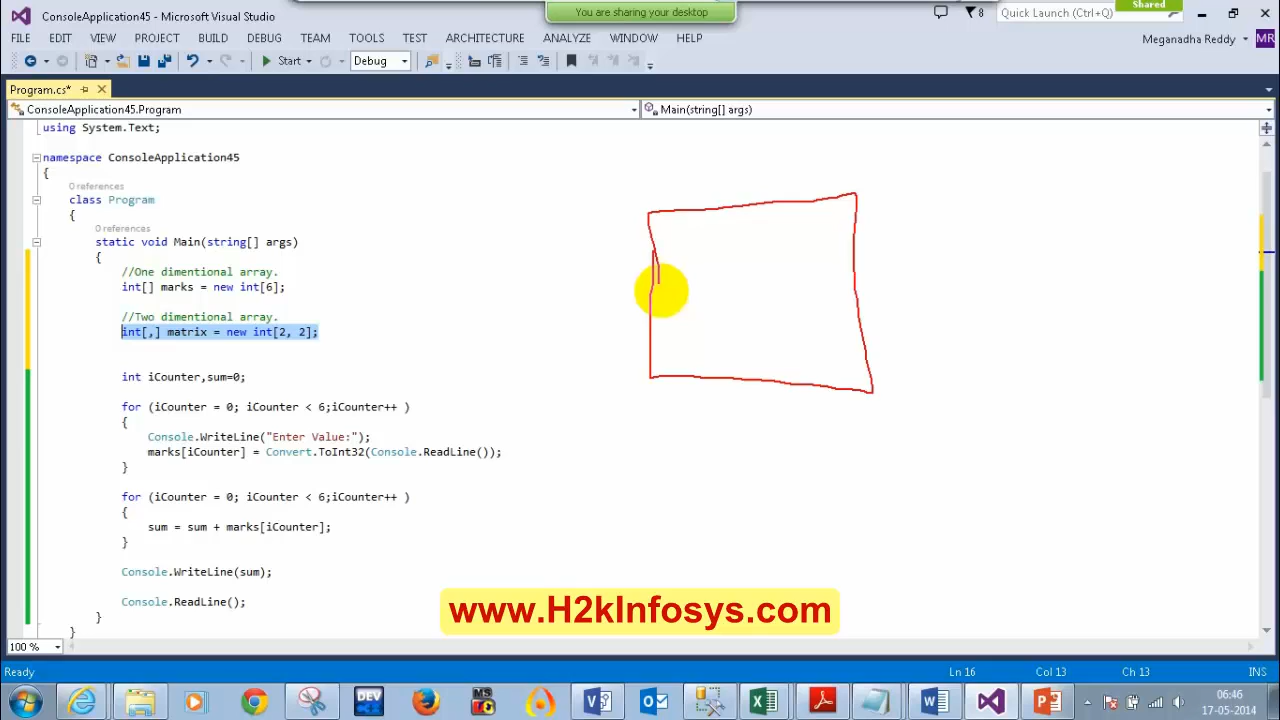 ConsoleApplication45 - Microsoft Visual Studio
You are sharing your desktop
Shared
8
Quick Launch (Ctrl+Q)
FILE EDIT VIEW PROJECT BUILD DEBUG TEAM TOOLS TEST ARCHITECTURE ANALYZE WINDOW HELP
Meganadha Reddy MR
Start Debug
Program.cs*
ConsoleApplication45.Program
Main(string[] args)
using System.Text;
namespace ConsoleApplication45
{
0 references
class Program
{
0 references
static void Main(string[] args)
{
//One dimentional array.
int[] marks = new int[6];
//Two dimentional array.
int[,] matrix = new int[2, 2];
int iCounter,sum=0;
for (iCounter = 0; iCounter < 6;iCounter++ )
{
Console.WriteLine("Enter Value:");
marks[iCounter] = Convert.ToInt32(Console.ReadLine());
}
for (iCounter = 0; iCounter < 6;iCounter++ )
{
sum = sum + marks[iCounter];
}
Console.WriteLine(sum);
Console.ReadLine();
}
}
www.H2kInfosys.com
100 %
Ready
Ln 16 Col 13 Ch 13 INS
DEV
MS
06:46
17-05-2014